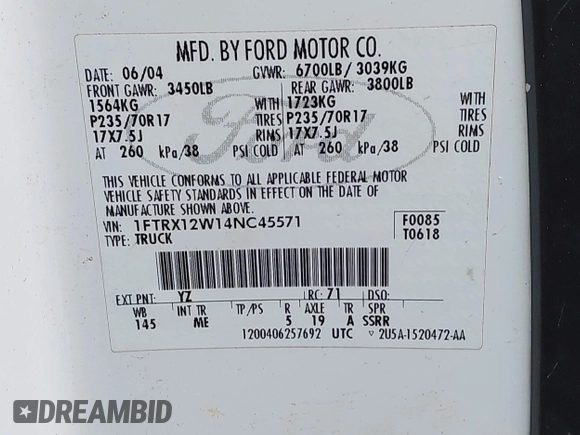 MFD. BY FORD MOTOR CO.
DATE: 06/04 GVWR: 6700LB/ 3039KG
FRONT GAWR: 3450LB REAR GAWR: 3800LB
1564KG WITH 1723KG WITH
P235/70R17 TIRES P235/70R17 TIRES
17X7.5J RIMS 17X7.5J RIMS
AT 260 kPa/38 PSI COLD AT 260 kPa/38 PSI COLD
THIS VEHICLE CONFORMS TO ALL APPLICABLE FEDERAL MOTOR
VEHICLE SAFETY STANDARDS IN EFFECT ON THE DATE OF
MANUFACTURE SHOWN ABOVE.
VIN: 1FTRX12W14NC45571 F0085
TYPE: TRUCK T0618
EXT PNT: YZ RC: 71 DSO:
WB INT TR TP/PS R AXLE TR SPR
145 ME 5 19 A SSRR
1200406257692 UTC 2U5A-1520472-AA
Ford
DREAMBID